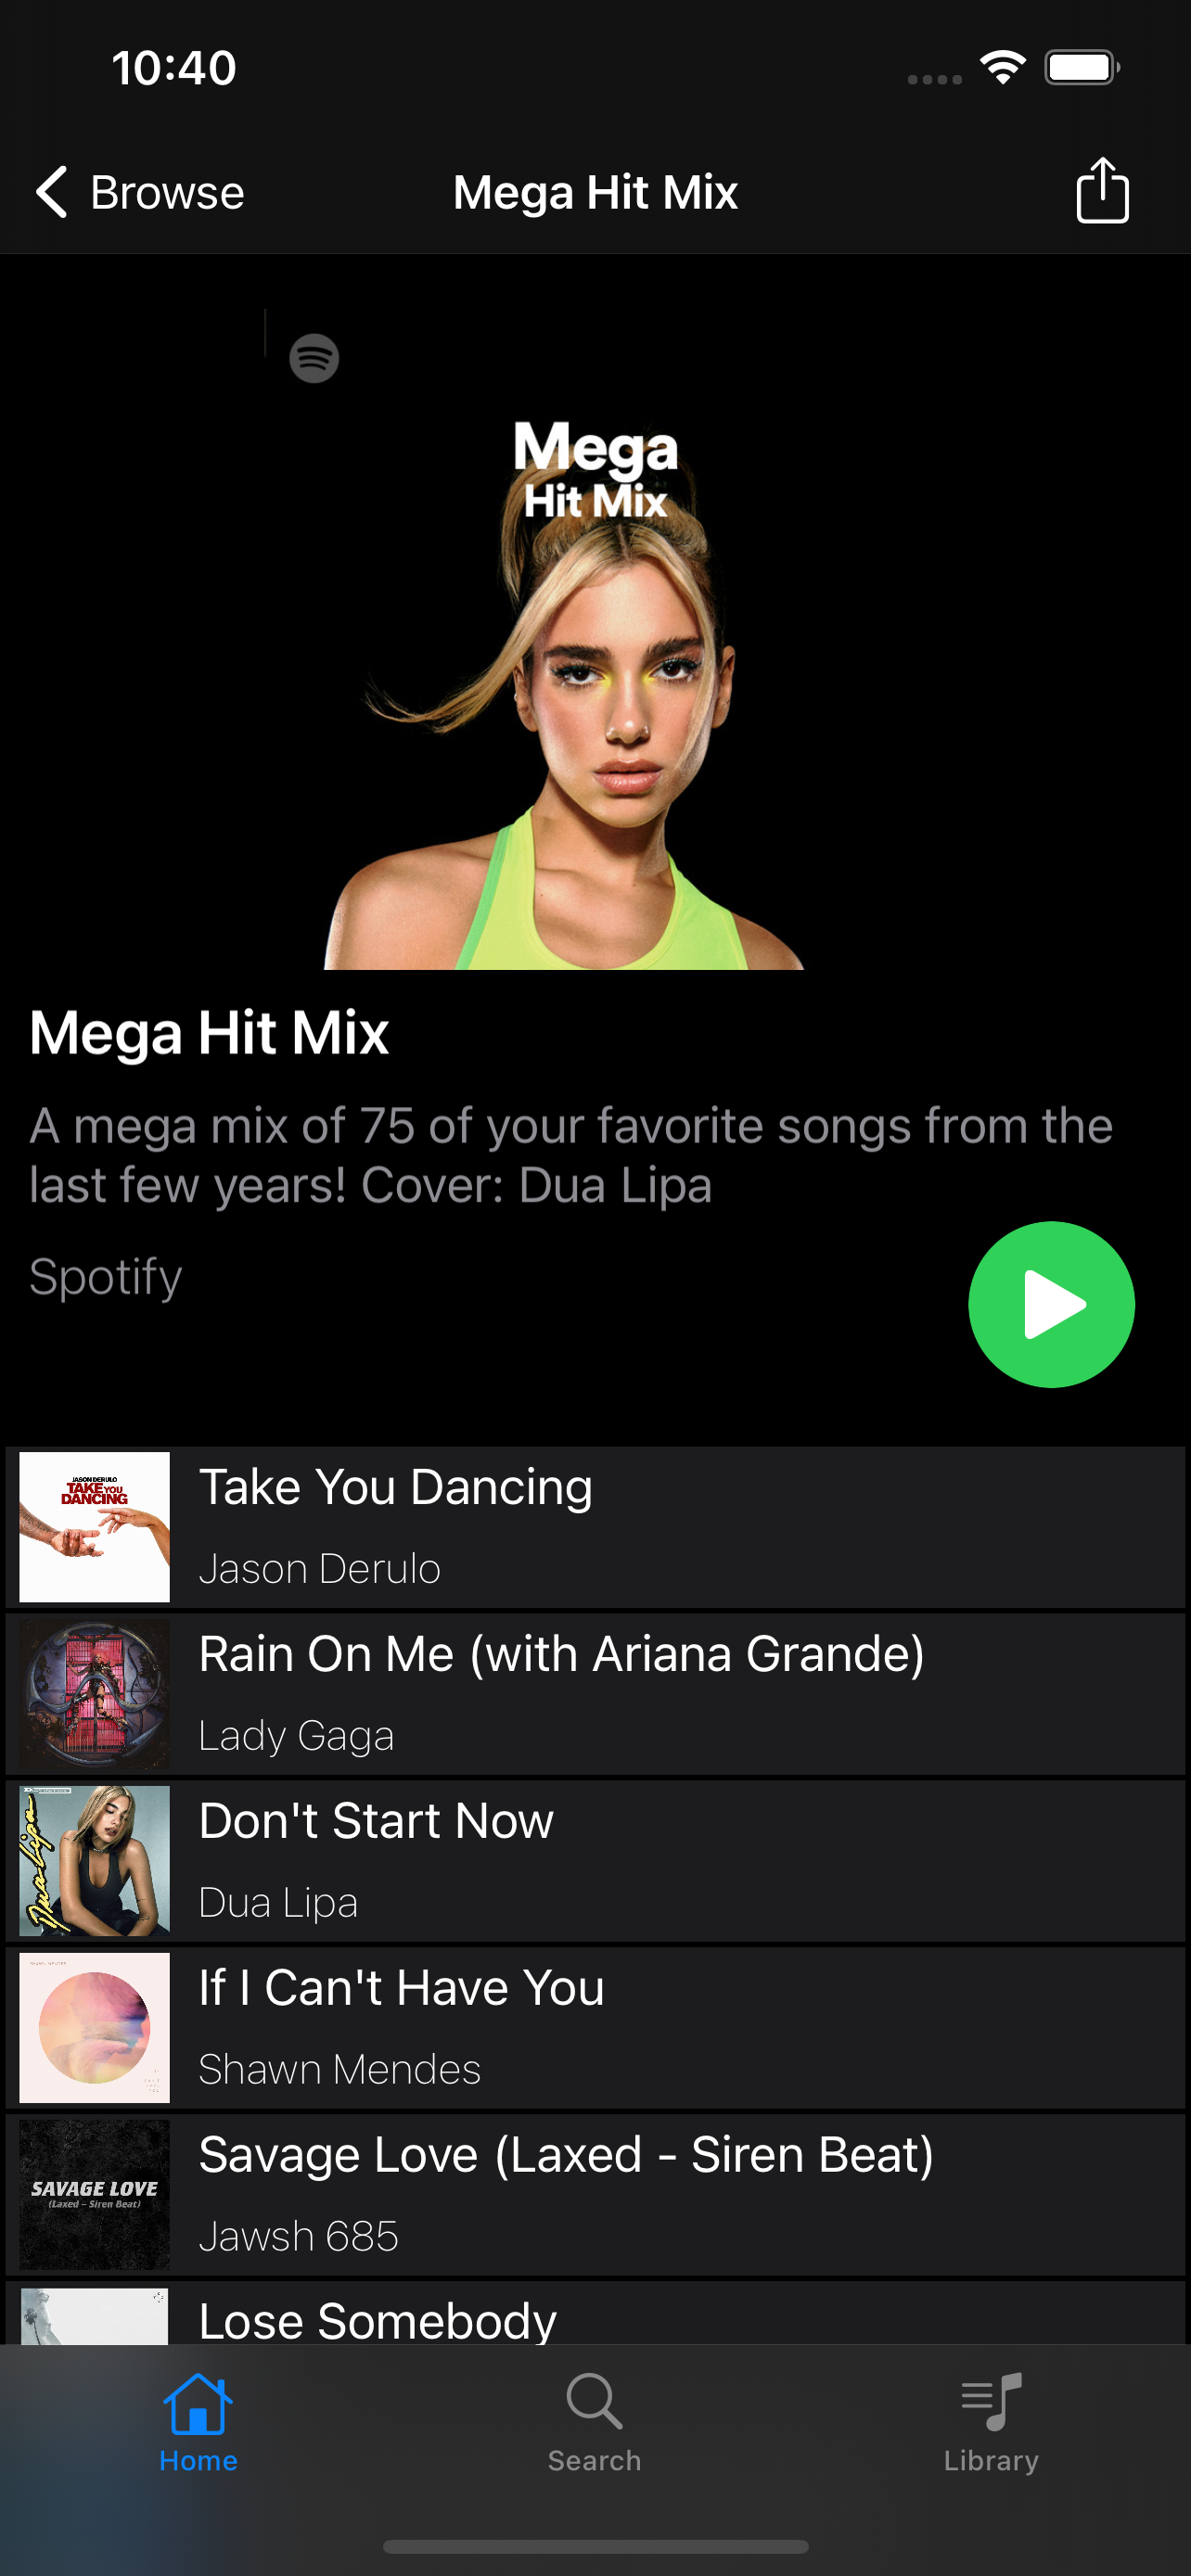 10:40
Browse
Mega Hit Mix
Mega
Hit Mix
Mega Hit Mix
A mega mix of 75 of your favorite songs from the
last few years! Cover: Dua Lipa
Spotify
JASON DERULO
TAKE YOU
DANCING
Take You Dancing
Jason Derulo
Rain On Me (with Ariana Grande)
Lady Gaga
Dua Lipa
Don't Start Now
Dua Lipa
SHAWN MENDES
If I Can't Have You
Shawn Mendes
SAVAGE LOVE
(Laxed – Siren Beat)
Savage Love (Laxed - Siren Beat)
Jawsh 685
Lose Somebody
Home
Search
Library